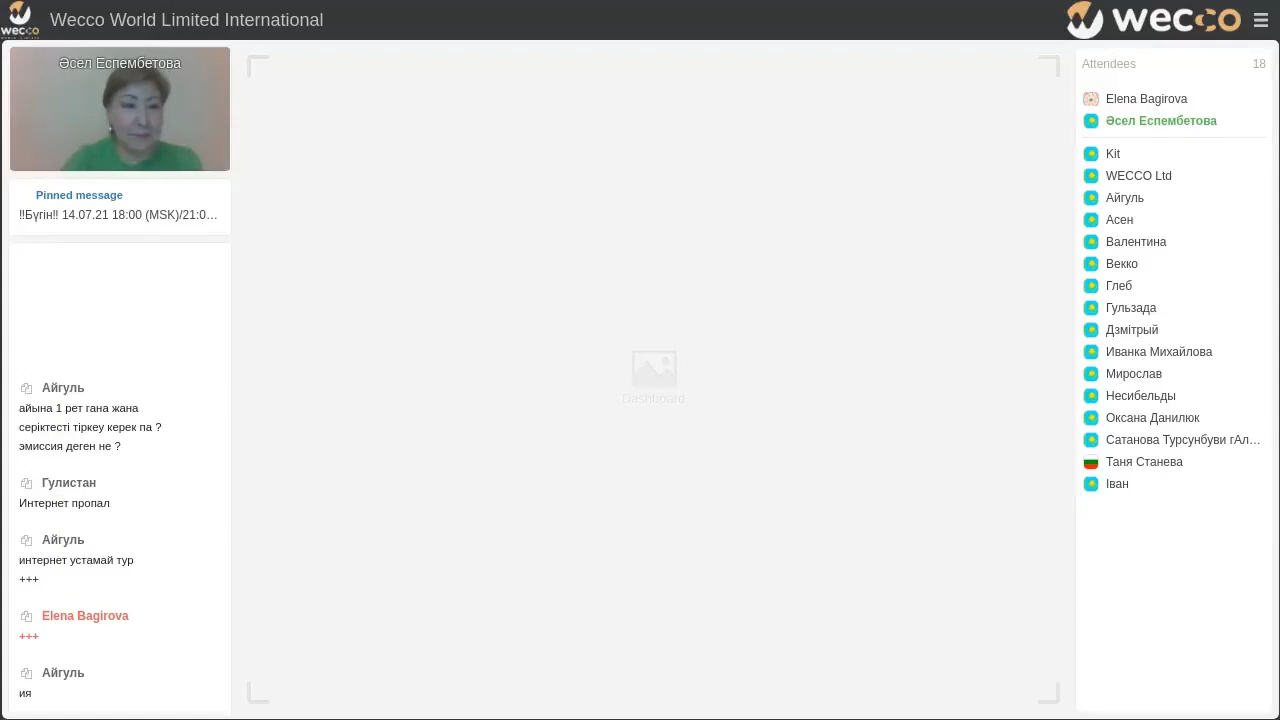 wecco
Wecco World Limited International
wecco
Әсел Еспембетова
Pinned message
!!Бүгін!! 14.07.21 18:00 (MSK)/21:0…
Айгуль
айына 1 рет гана жана
серіктесті тіркеу керек па ?
эмиссия деген не ?
Гулистан
Интернет пропал
Айгуль
интернет устамай тур
+++
Elena Bagirova
+++
Айгуль
ия
Dashboard
Attendees 18
Elena Bagirova
Әсел Еспембетова
Kit
WECCO Ltd
Айгуль
Асен
Валентина
Векко
Глеб
Гульзада
Дзмітрый
Иванка Михайлова
Мирослав
Несибельды
Оксана Данилюк
Сатанова Турсунбуви гАл…
Таня Станева
Іван